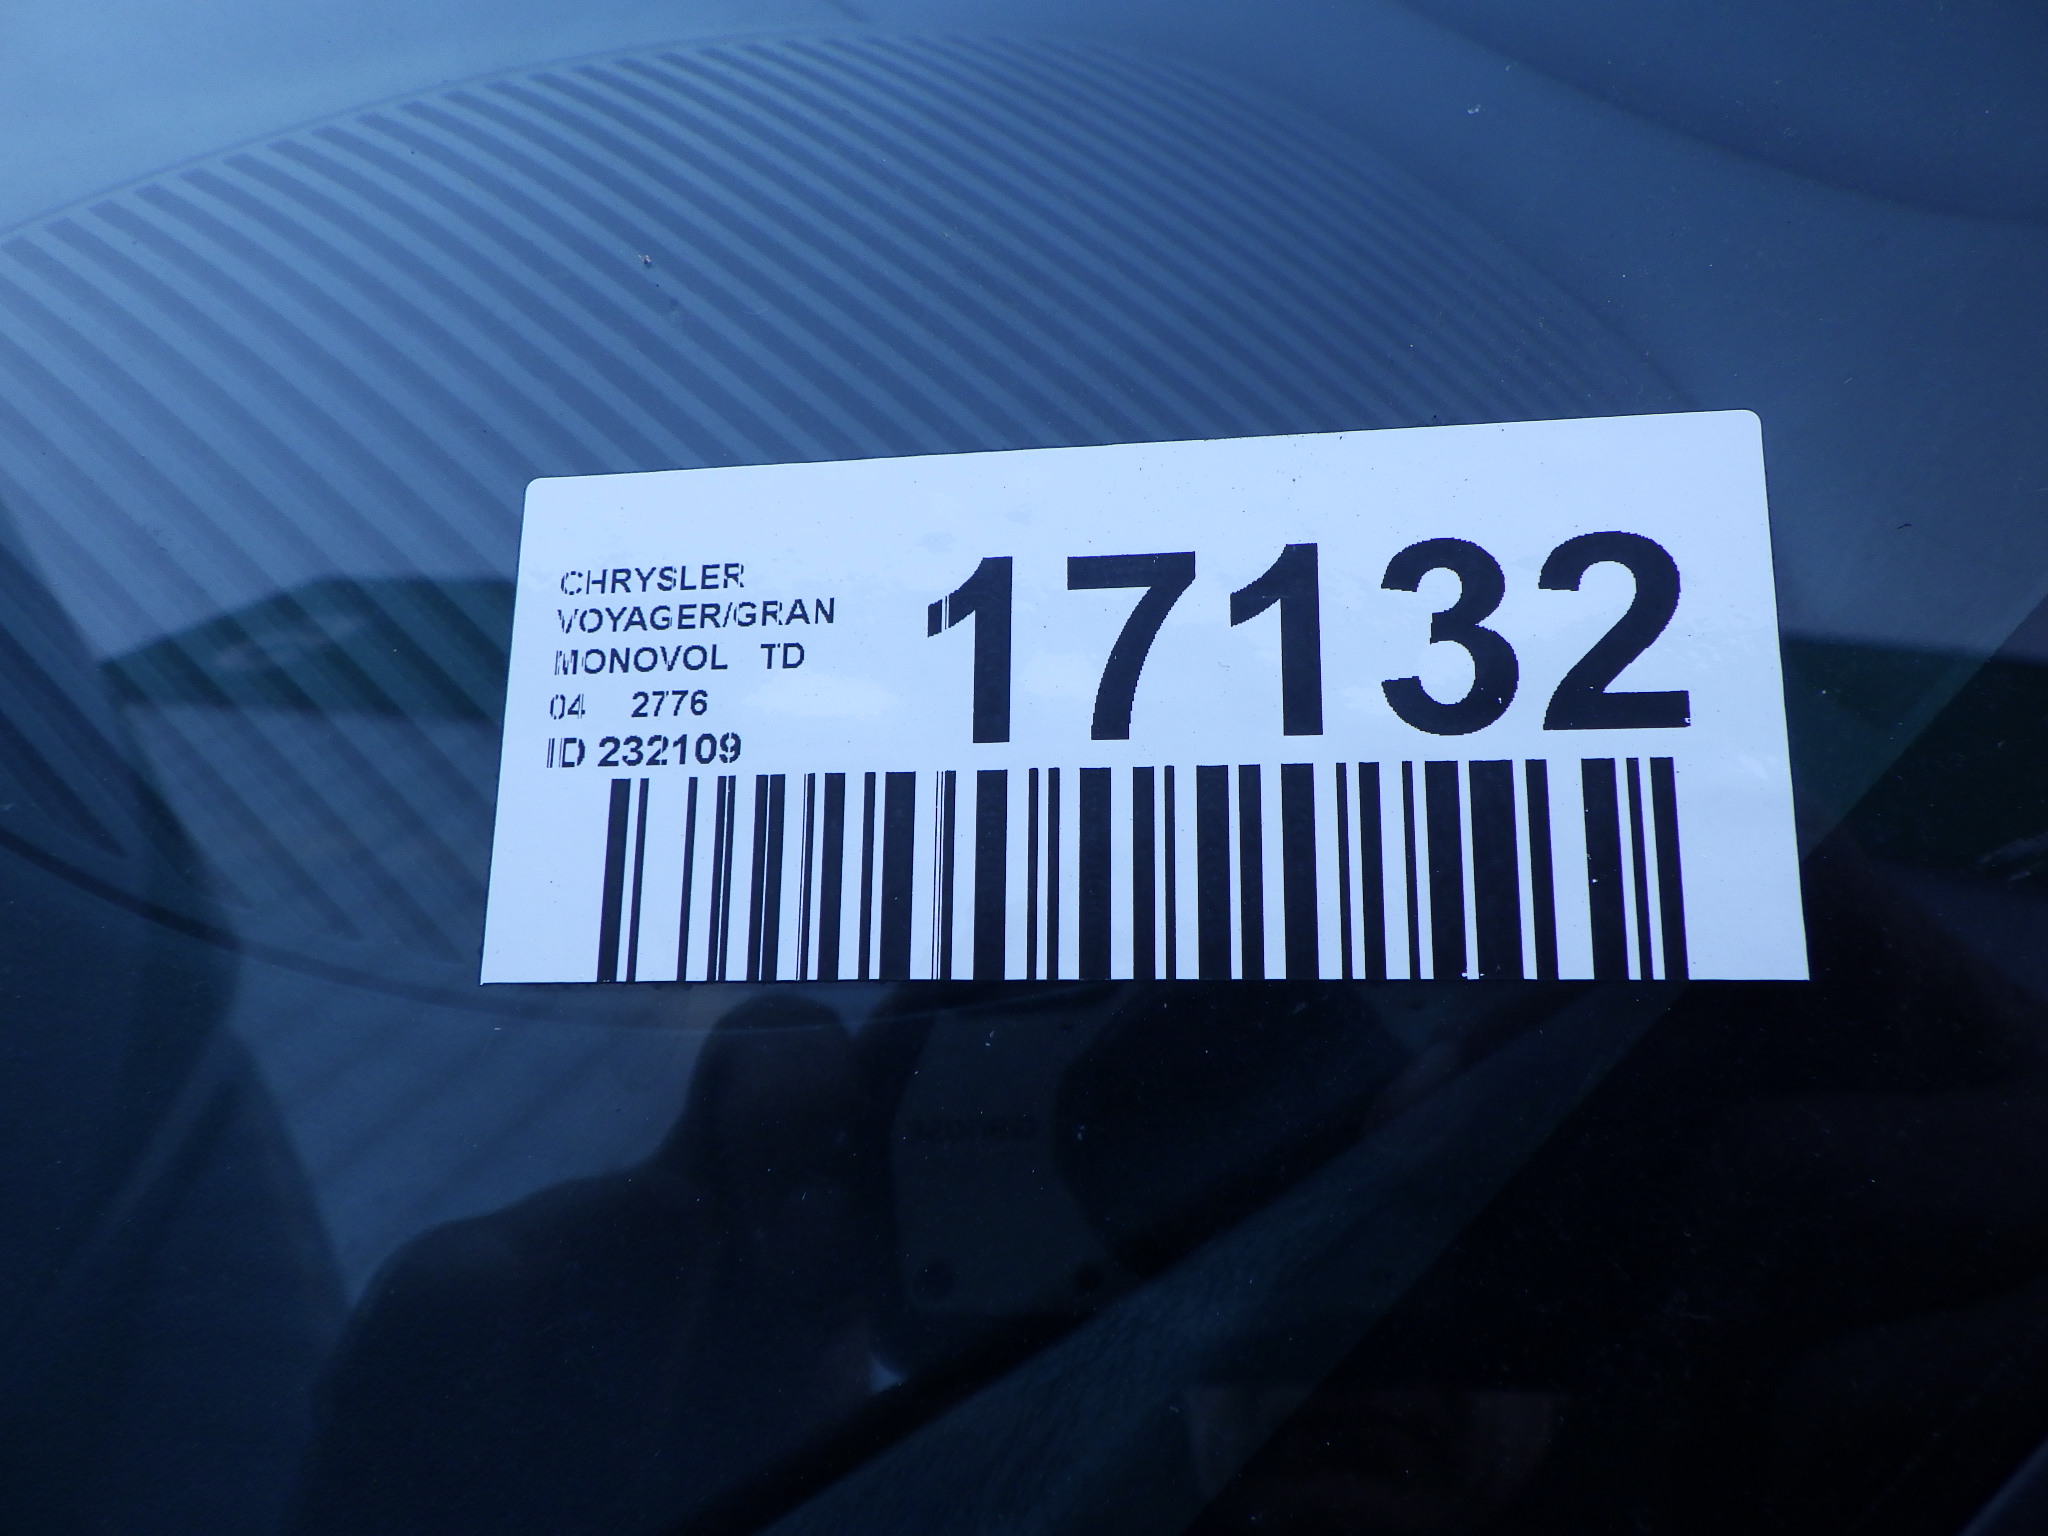 CHRYSLER
VOYAGER/GRAN
MONOVOL TD
04 2776
ID 232109
17132